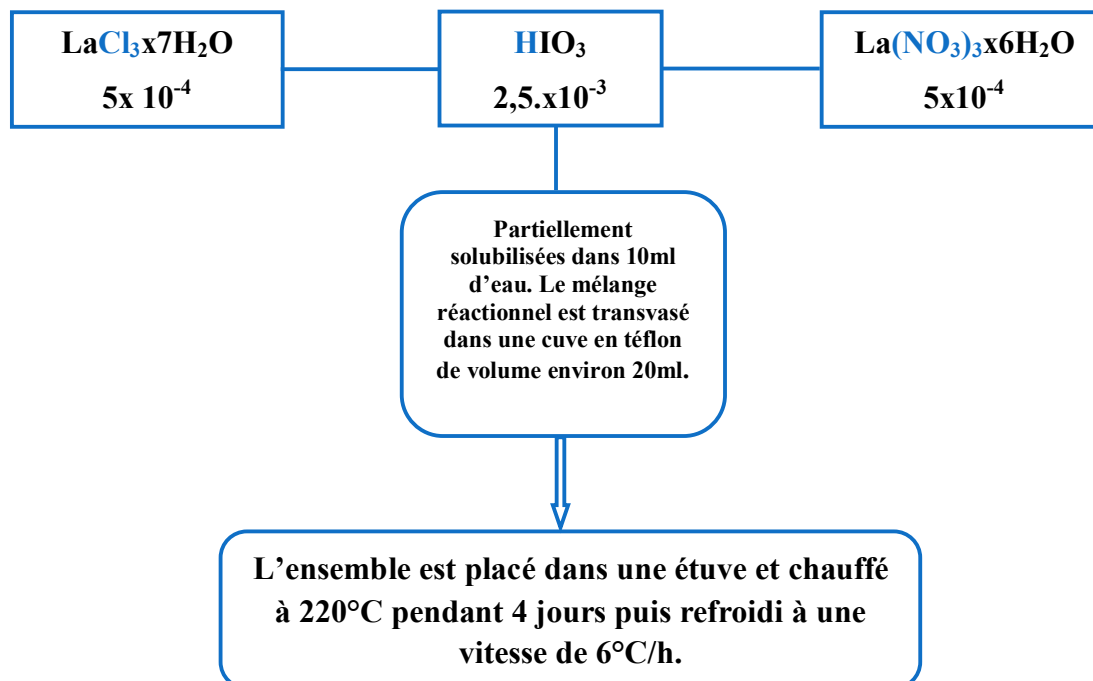 LaCl₃x7H₂O
5x 10⁻⁴
HIO₃
2,5.x10⁻³
La(NO₃)₃x6H₂O
5x10⁻⁴
Partiellement
solubilisées dans 10ml
d’eau. Le mélange
réactionnel est transvasé
dans une cuve en téflon
de volume environ 20ml.
L’ensemble est placé dans une étuve et chauffé
à 220°C pendant 4 jours puis refroidi à une
vitesse de 6°C/h.